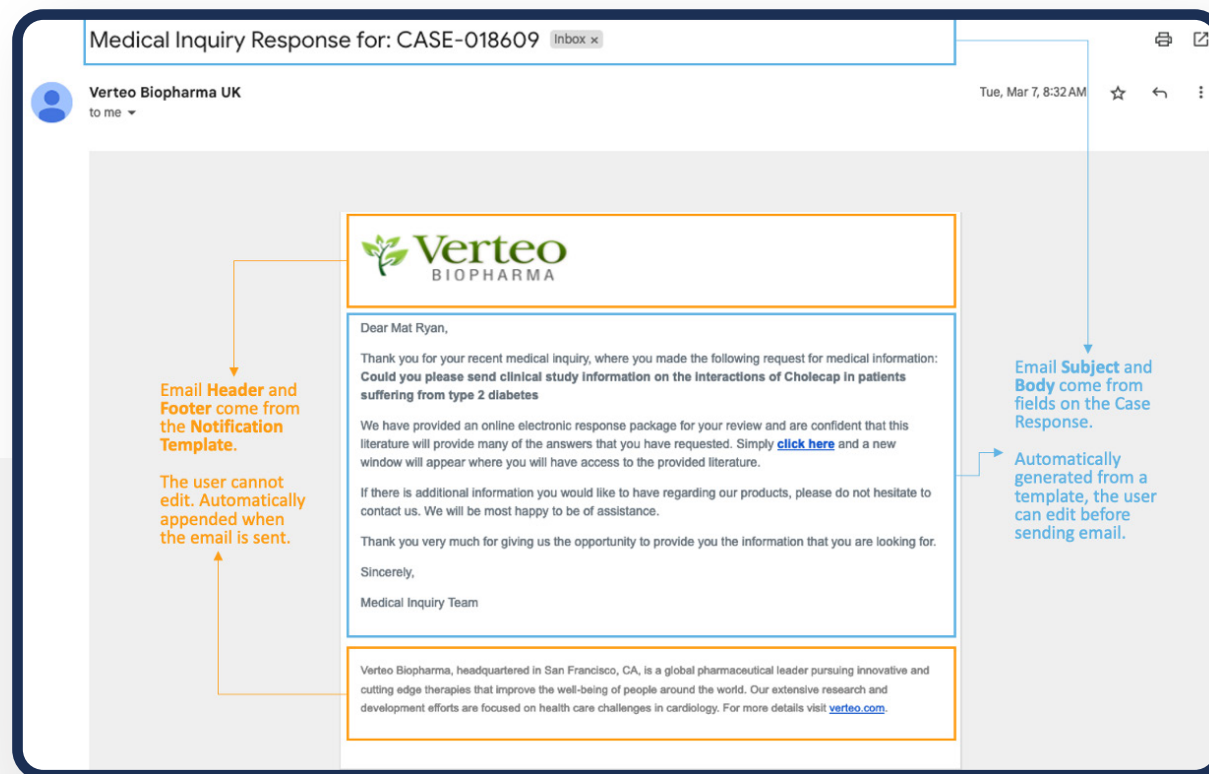 Medical Inquiry Response for: CASE-018609 Inbox ×
Verteo Biopharma UK
Tue, Mar 7, 8:32 AM
to me
Verteo
BIOPHARMA
Dear Mat Ryan,
Thank you for your recent medical inquiry, where you made the following request for medical information:
Could you please send clinical study information on the interactions of Cholecap in patients
suffering from type 2 diabetes
We have provided an online electronic response package for your review and are confident that this
literature will provide many of the answers that you have requested. Simply click here and a new
window will appear where you will have access to the provided literature.
If there is additional information you would like to have regarding our products, please do not hesitate to
contact us. We will be most happy to be of assistance.
Thank you very much for giving us the opportunity to provide you the information that you are looking for.
Sincerely,
Medical Inquiry Team
Verteo Biopharma, headquartered in San Francisco, CA, is a global pharmaceutical leader pursuing innovative and
cutting edge therapies that improve the well-being of people around the world. Our extensive research and
development efforts are focused on health care challenges in cardiology. For more details visit verteo.com.
Email Header and
Footer come from
the Notification
Template.
The user cannot
edit. Automatically
appended when
the email is sent.
Email Subject and
Body come from
fields on the Case
Response.
Automatically
generated from a
template, the user
can edit before
sending email.